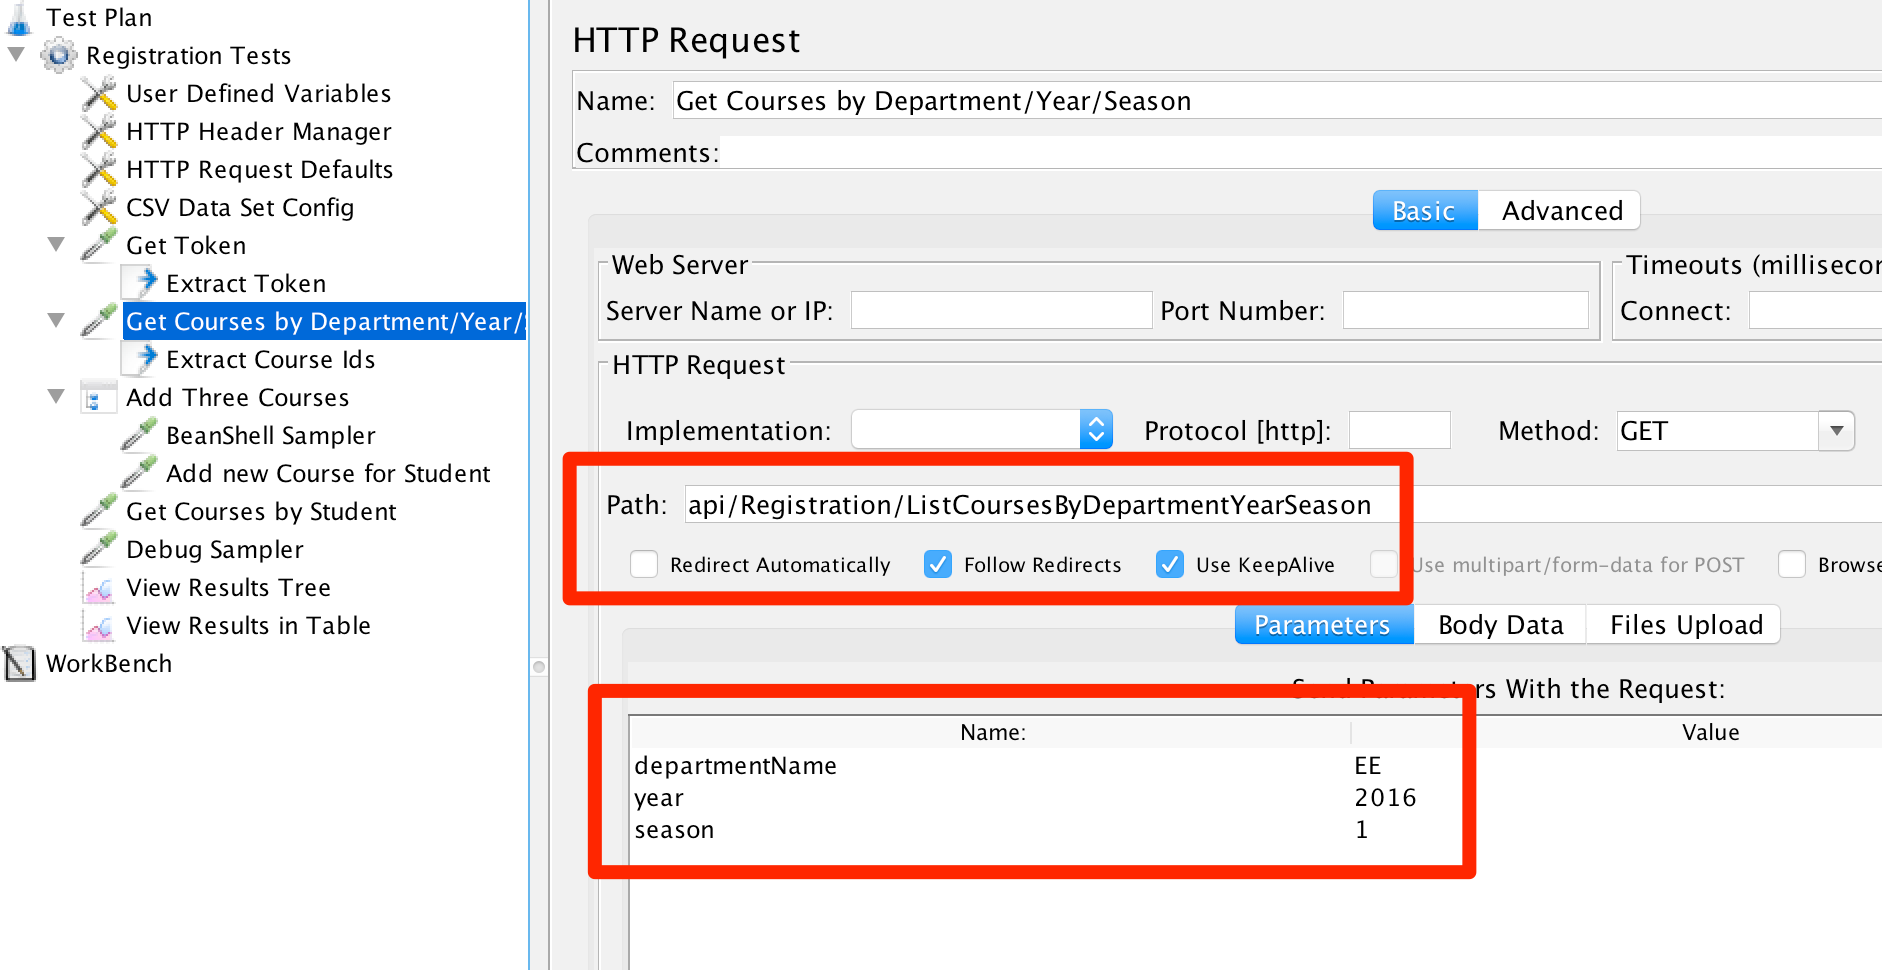 Test Plan
Registration Tests
User Defined Variables
HTTP Header Manager
HTTP Request Defaults
CSV Data Set Config
Get Token
Extract Token
Get Courses by Department/Year/
Extract Course Ids
Add Three Courses
BeanShell Sampler
Add new Course for Student
Get Courses by Student
Debug Sampler
View Results Tree
View Results in Table
WorkBench
HTTP Request
Name: Get Courses by Department/Year/Season
Comments:
Basic Advanced
Web Server Timeouts (millisecon
Server Name or IP: Port Number: Connect:
HTTP Request
Implementation: Protocol [http]: Method: GET
Path: api/Registration/ListCoursesByDepartmentYearSeason
Redirect Automatically Follow Redirects Use KeepAlive Use multipart/form-data for POST Browse
Parameters Body Data Files Upload
Send Parameters With the Request:
Name: Value
departmentName EE
year 2016
season 1